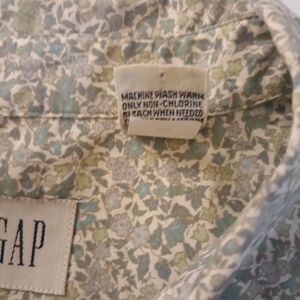 MACHINE WASH WARM
ONLY NON-CHLORINE
BLEACH WHEN NEEDED
GAP